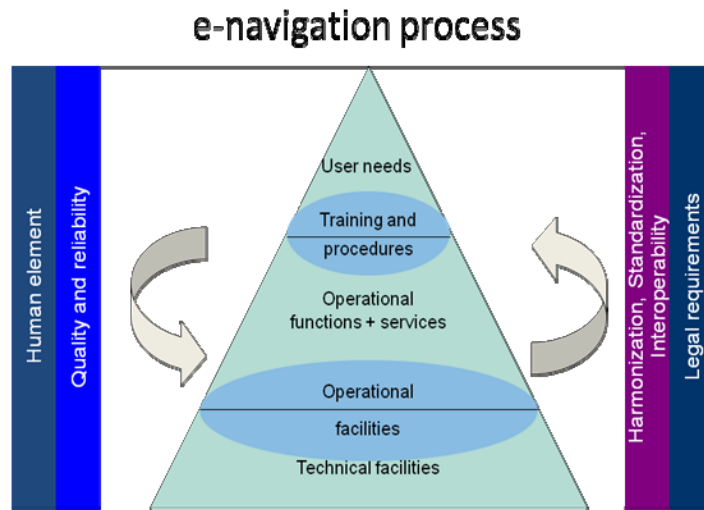 e-navigation process
Human element
Quality and reliability
User needs
Training and
procedures
Operational
functions + services
Operational
facilities
Technical facilities
Harmonization, Standardization,
Interoperability
Legal requirements